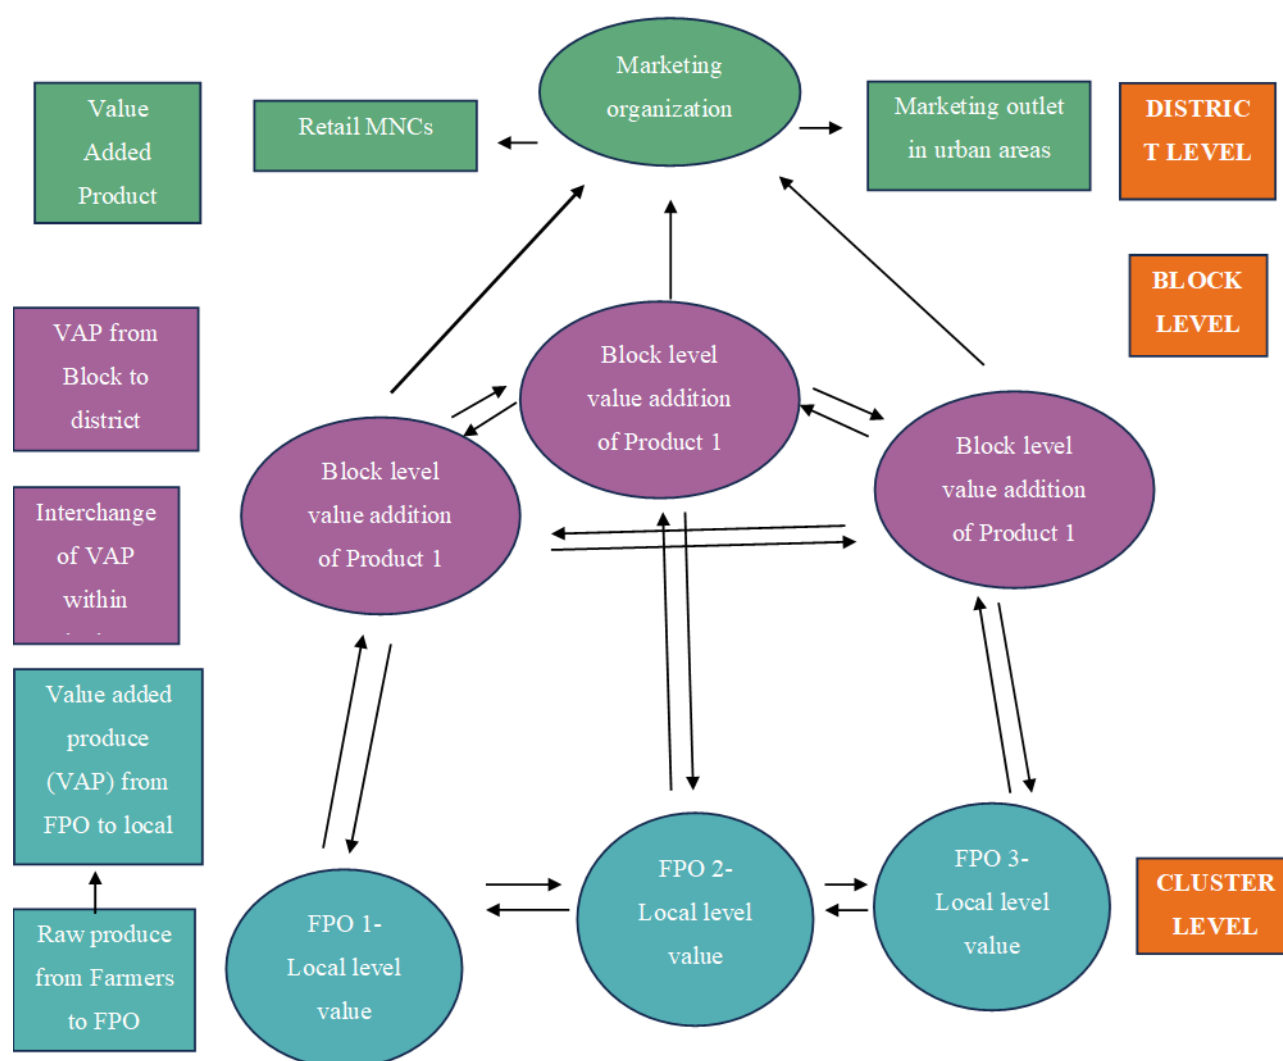 Marketing
organization
Value
Added
Product
Retail MNCs
Marketing outlet
in urban areas
DISTRIC
T LEVEL
BLOCK
LEVEL
VAP from
Block to
district
Block level
value addition
of Product 1
Block level
value addition
of Product 1
Block level
value addition
of Product 1
Interchange
of VAP
within
Value added
produce
(VAP) from
FPO to local
FPO 1-
Local level
value
FPO 2-
Local level
value
FPO 3-
Local level
value
CLUSTER
LEVEL
Raw produce
from Farmers
to FPO